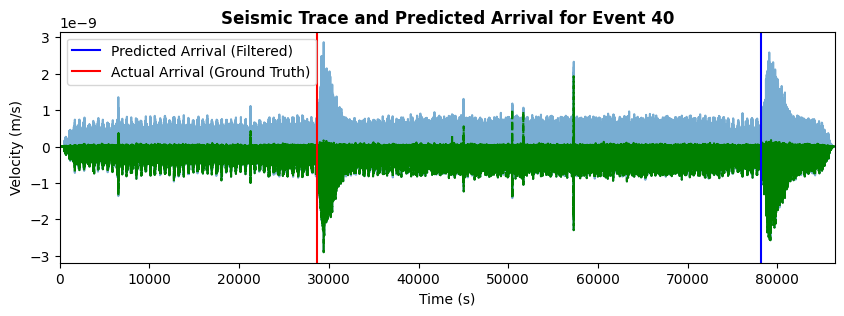 Seismic Trace and Predicted Arrival for Event 40
1e−9
Predicted Arrival (Filtered)
Actual Arrival (Ground Truth)
3
2
1
0
−1
−2
−3
Velocity (m/s)
0 10000 20000 30000 40000 50000 60000 70000 80000
Time (s)